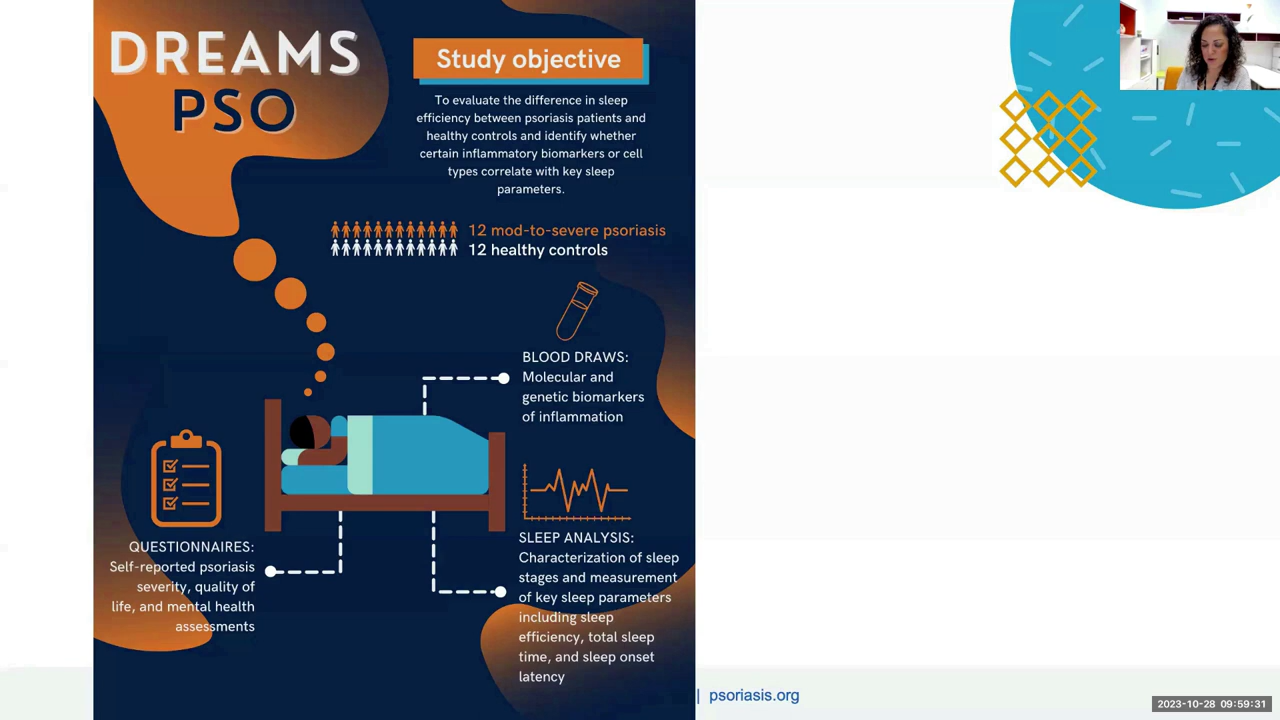 DREAMS
PSO
Study objective
To evaluate the difference in sleep
efficiency between psoriasis patients and
healthy controls and identify whether
certain inflammatory biomarkers or cell
types correlate with key sleep
parameters.
12 mod-to-severe psoriasis
12 healthy controls
BLOOD DRAWS:
Molecular and
genetic biomarkers
of inflammation
QUESTIONNAIRES:
Self-reported psoriasis
severity, quality of
life, and mental health
assessments
SLEEP ANALYSIS:
Characterization of sleep
stages and measurement
of key sleep parameters
including sleep
efficiency, total sleep
time, and sleep onset
latency
| psoriasis.org
2023-10-28 09:59:31